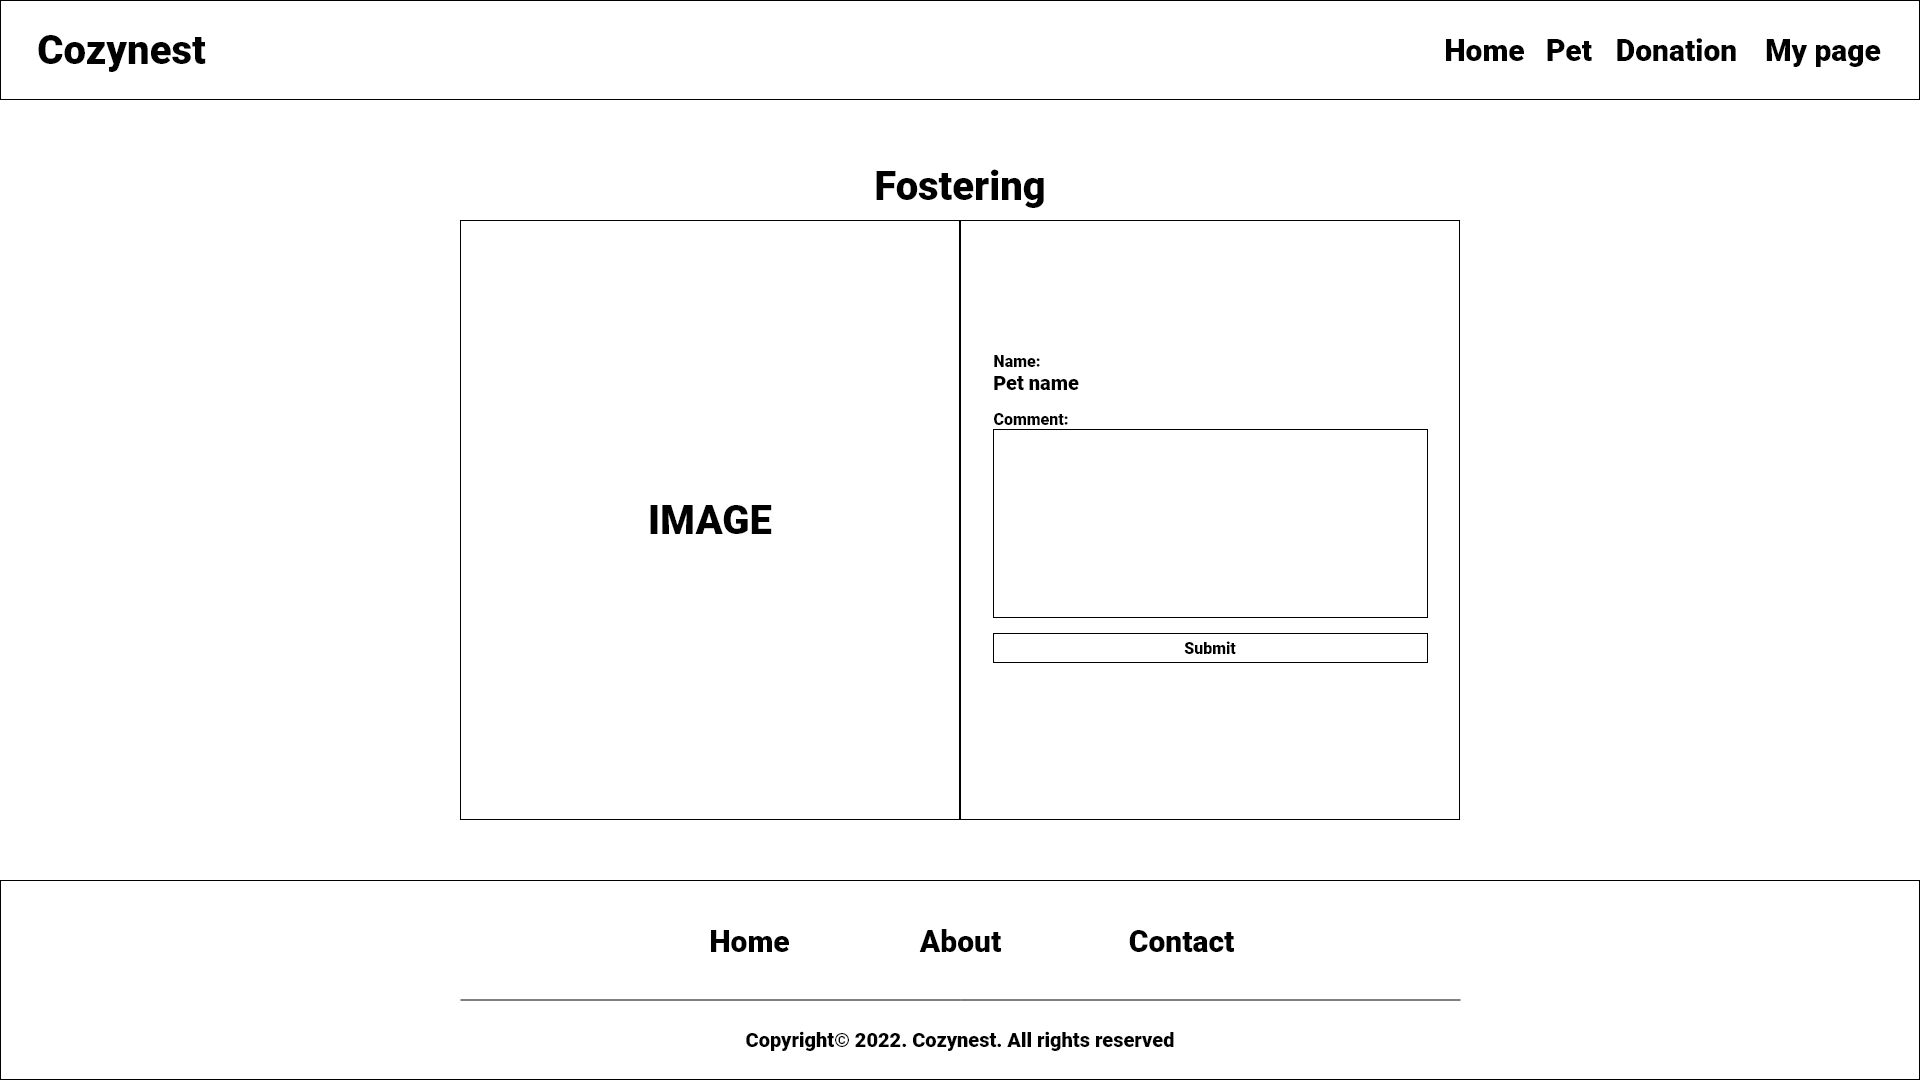 Cozynest
Home Pet Donation My page
Fostering
IMAGE
Name:
Pet name
Comment:
Submit
Home About Contact
Copyright© 2022. Cozynest. All rights reserved